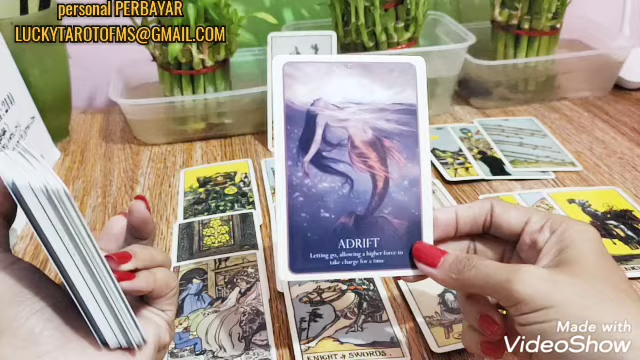 personal PERBAYAR
LUCKYTAROTOFMS@GMAIL.COM
ADRIFT
Letting go, allowing a higher force to
take charge for a time
KNIGHT of SWORDS.
KNIGHT
Made with
VideoShow